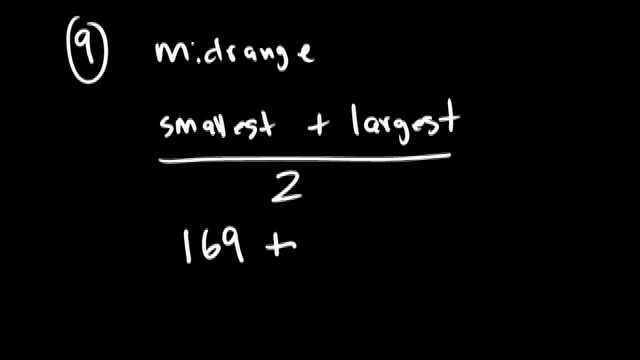 9 midrange
smallest + largest
2
169 +